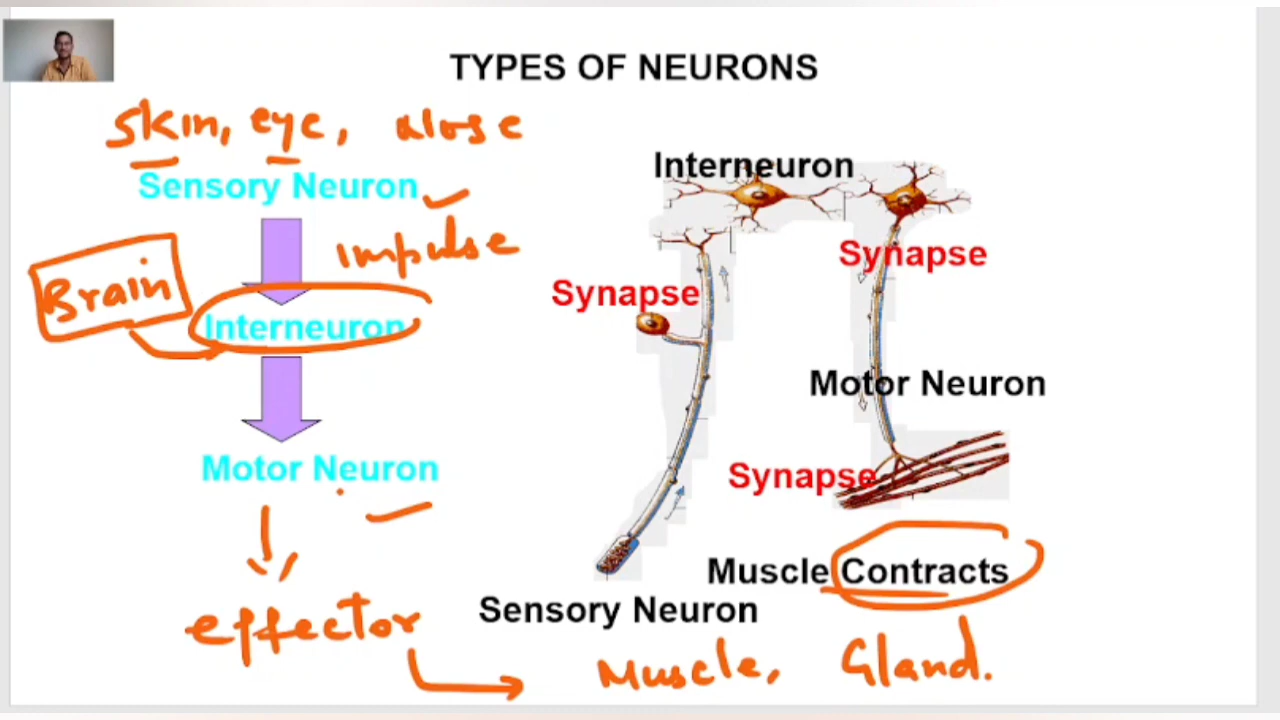 TYPES OF NEURONS
skin, eye, Nose
Sensory Neuron
impulse
Brain
Interneuron
Motor Neuron
effector
Muscle, Gland.
Interneuron
Synapse
Synapse
Motor Neuron
Synapse
Muscle Contracts
Sensory Neuron